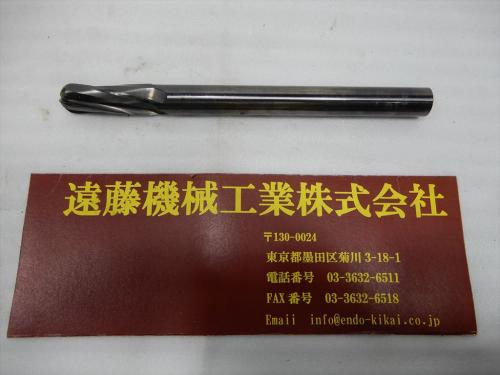 遠藤機械工業株式会社
〒130-0024
東京都墨田区菊川 3-18-1
電話番号 03-3632-6511
FAX 番号 03-3632-6518
Emaii info@endo-kikai.co.jp